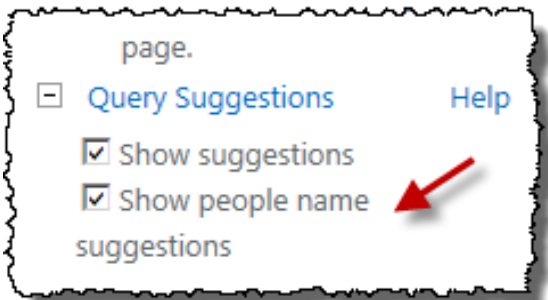 page.
Query Suggestions Help
Show suggestions
Show people name
suggestions